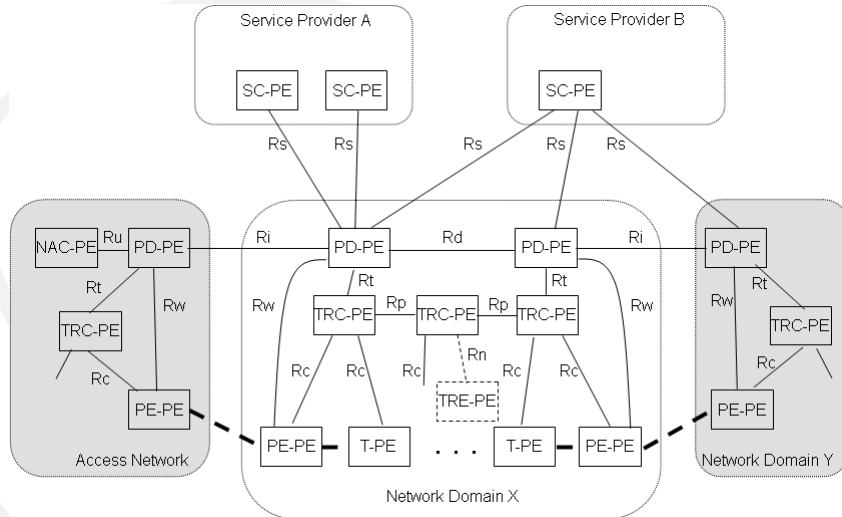 Service Provider A
Service Provider B
SC-PE
SC-PE
SC-PE
Rs
Rs
Rs
Rs
Rs
NAC-PE
Ru
PD-PE
Ri
PD-PE
Rd
PD-PE
Ri
PD-PE
Rt
Rw
Rw
Rt
Rt
Rw
Rw
Rt
TRC-PE
TRC-PE
Rp
TRC-PE
Rp
TRC-PE
TRC-PE
Rc
Rc
Rc
Rc
Rn
Rc
Rc
Rc
TRE-PE
PE-PE
PE-PE
PE-PE
T-PE
. . .
T-PE
PE-PE
Access Network
Network Domain X
Network Domain Y